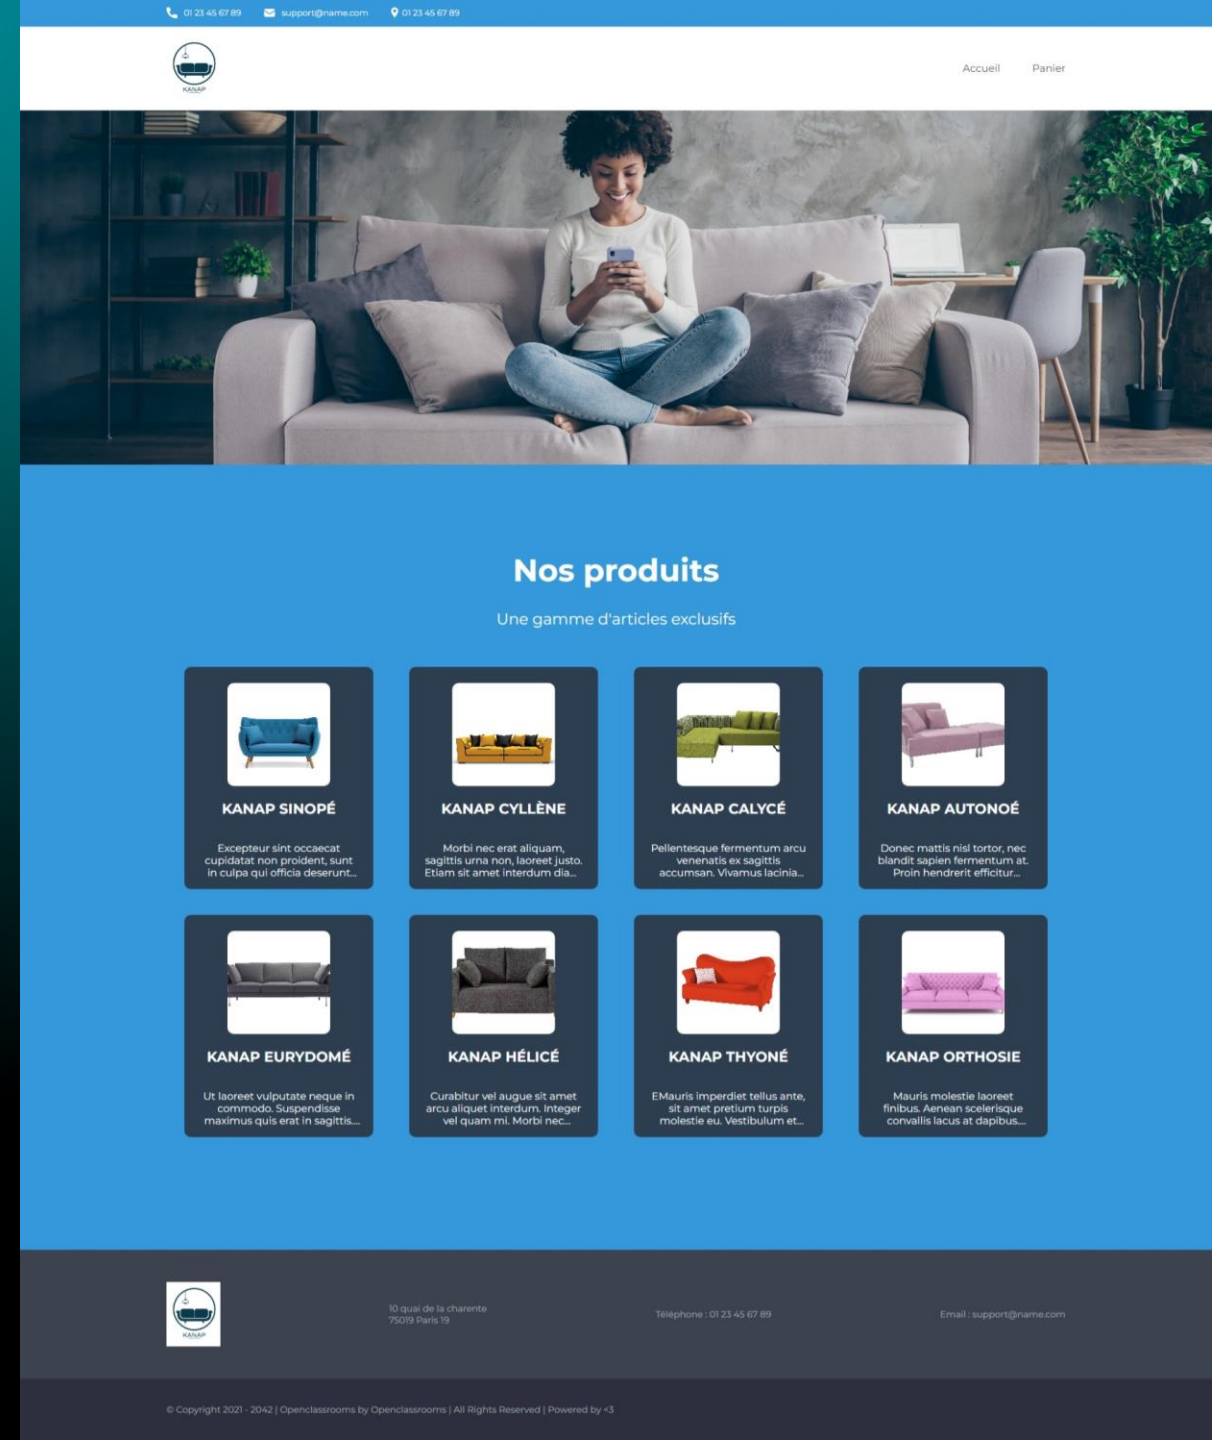 01 23 45 67 89
support@name.com
01 23 45 67 89
KANAP
Accueil
Panier
Nos produits
Une gamme d'articles exclusifs
KANAP SINOPÉ
Excepteur sint occaecat
cupidatat non proident, sunt
in culpa qui officia deserunt...
KANAP CYLLÈNE
Morbi nec erat aliquam,
sagittis urna non, laoreet justo.
Etiam sit amet interdum dia...
KANAP CALYCÉ
Pellentesque fermentum arcu
venenatis ex sagittis
accumsan. Vivamus lacinia...
KANAP AUTONOÉ
Donec mattis nisl tortor, nec
blandit sapien fermentum at.
Proin hendrerit efficitur...
KANAP EURYDOMÉ
Ut laoreet vulputate neque in
commodo. Suspendisse
maximus quis erat in sagittis....
KANAP HÉLICÉ
Curabitur vel augue sit amet
arcu aliquet interdum. Integer
vel quam mi. Morbi nec...
KANAP THYONÉ
EMauris imperdiet tellus ante,
sit amet pretium turpis
molestie eu. Vestibulum et...
KANAP ORTHOSIE
Mauris molestie laoreet
finibus. Aenean scelerisque
convallis lacus at dapibus....
KANAP
10 quai de la charente
75019 Paris 19
Téléphone : 01 23 45 67 89
Email : support@name.com
© Copyright 2021 - 2042 | Openclassrooms by Openclassrooms | All Rights Reserved | Powered by <3